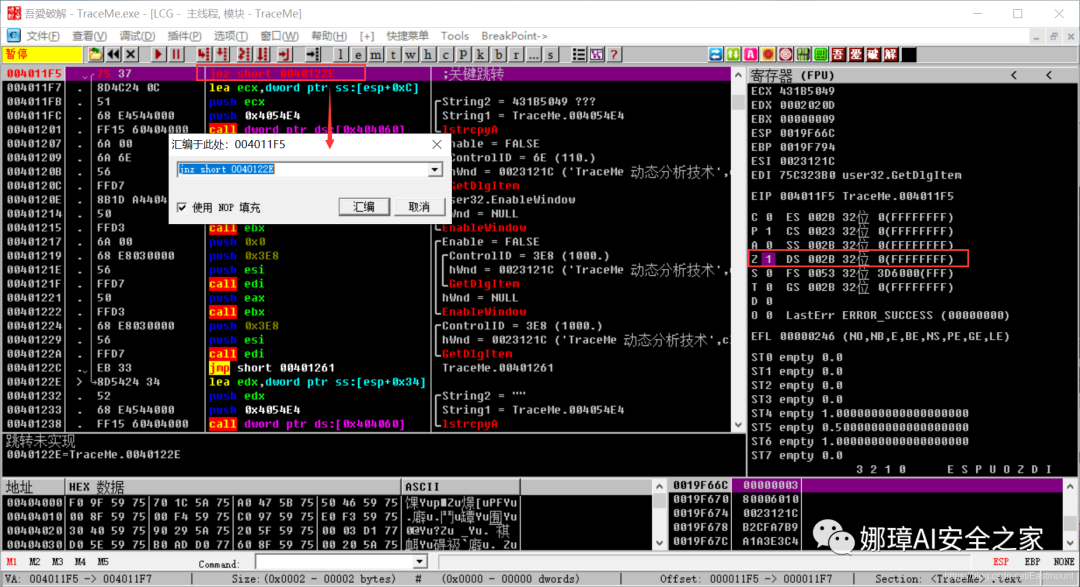 吾愛破解 - TraceMe.exe - [LCG - 主线程, 模块 - TraceMe]
文件(F) 查看(V) 调试(D) 插件(P) 选项(T) 窗口(W) 帮助(H) [+] 快捷菜单 Tools BreakPoint->
暂停 l e m t w h c p k b r ... s ? 吾 爱 破 解
004011F5 75 37 jnz short 0040122E ;关键跳转
004011F7 8D4C24 0C lea ecx,dword ptr ss:[esp+0xC]
004011FB 51 push ecx String2 = 431B5049 ???
004011FC 68 E4544000 push 0x4054E4 String1 = TraceMe.004054E4
00401201 FF15 60404000 call dword ptr ds:[0x404060] lstrcpyA
00401207 6A 00 nable = FALSE
00401209 6A 6E ControlID = 6E (110.)
0040120B 56 hWnd = 0023121C ('TraceMe 动态分析技术',c
0040120C FFD7 GetDlgItem
0040120E 8B1D A4404 ser32.EnableWindow
00401214 50 Wnd = NULL
00401215 FFD3 call ebx EnableWindow
00401217 6A 00 push 0x0 Enable = FALSE
00401219 68 E8030000 push 0x3E8 ControlID = 3E8 (1000.)
0040121E 56 push esi hWnd = 0023121C ('TraceMe 动态分析技术',c
0040121F FFD7 call edi GetDlgItem
00401221 50 push eax hWnd = NULL
00401222 FFD3 call ebx EnableWindow
00401224 68 E8030000 push 0x3E8 ControlID = 3E8 (1000.)
00401229 56 push esi hWnd = 0023121C ('TraceMe 动态分析技术',c
0040122A FFD7 call edi GetDlgItem
0040122C EB 33 jmp short 00401261 TraceMe.00401261
0040122E 8D5424 34 lea edx,dword ptr ss:[esp+0x34]
00401232 52 push edx String2 = ""
00401233 68 E4544000 push 0x4054E4 String1 = TraceMe.004054E4
00401238 FF15 60404000 call dword ptr ds:[0x404060] lstrcpyA
汇编于此处: 004011F5
jnz short 0040122E
使用 NOP 填充 汇编 取消
寄存器 (FPU) < <
ECX 431B5049
EDX 0002020D
EBX 00000009
ESP 0019F66C
EBP 0019F794
ESI 0023121C
EDI 75C323B0 user32.GetDlgItem
EIP 004011F5 TraceMe.004011F5
C 0 ES 002B 32位 0(FFFFFFFF)
P 1 CS 0023 32位 0(FFFFFFFF)
A 0 SS 002B 32位 0(FFFFFFFF)
Z 1 DS 002B 32位 0(FFFFFFFF)
S 0 FS 0053 32位 3D6000(FFF)
T 0 GS 002B 32位 0(FFFFFFFF)
D 0
O 0 LastErr ERROR_SUCCESS (00000000)
EFL 00000246 (NO,NB,E,BE,NS,PE,GE,LE)
ST0 empty 0.0
ST1 empty 0.0
ST2 empty 0.0
ST3 empty 0.0
ST4 empty 1.0000000000000000000
ST5 empty 0.5000000000000000000
ST6 empty 1.0000000000000000000
ST7 empty 0.0
3 2 1 0 E S P U O Z D I
跳转未实现
0040122E=TraceMe.0040122E
地址 HEX 数据 ASCII
00404000 F0 9F 59 75 70 1C 5A 75 A0 47 5B 75 50 46 59 75
00404010 00 8F 59 75 00 F4 59 75 C0 97 59 75 E0 F3 59 75
00404020 30 40 59 75 90 29 5A 75 20 5F 59 75 00 03 D1 77
00404030 D0 5E 59 75 B0 AD D0 77 60 8F 59 75 00 20 5A 75
0019F66C 00000003
0019F670 80006010
0019F674 0023121C
0019F678 B2CFA7B9
0019F67C A1A3E3C4
娜璋AI安全之家
M1 M2 M3 M4 M5 Command: ESP EBP NONE
VA: 004011F5 -> 004011F7 Size:(0x0002 - 00002 bytes) # (0x0000 - 00000 dwords) Offset: 000011F5 -> 000011F7 Section: <TraceMe>.text